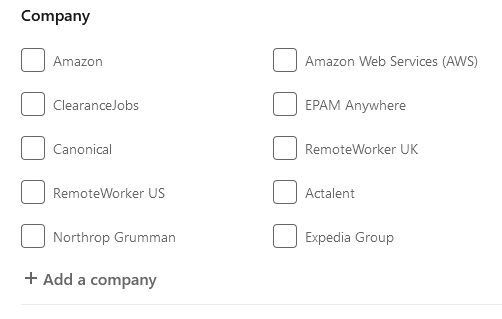 Company
Amazon
Amazon Web Services (AWS)
ClearanceJobs
EPAM Anywhere
Canonical
RemoteWorker UK
RemoteWorker US
Actalent
Northrop Grumman
Expedia Group
+ Add a company